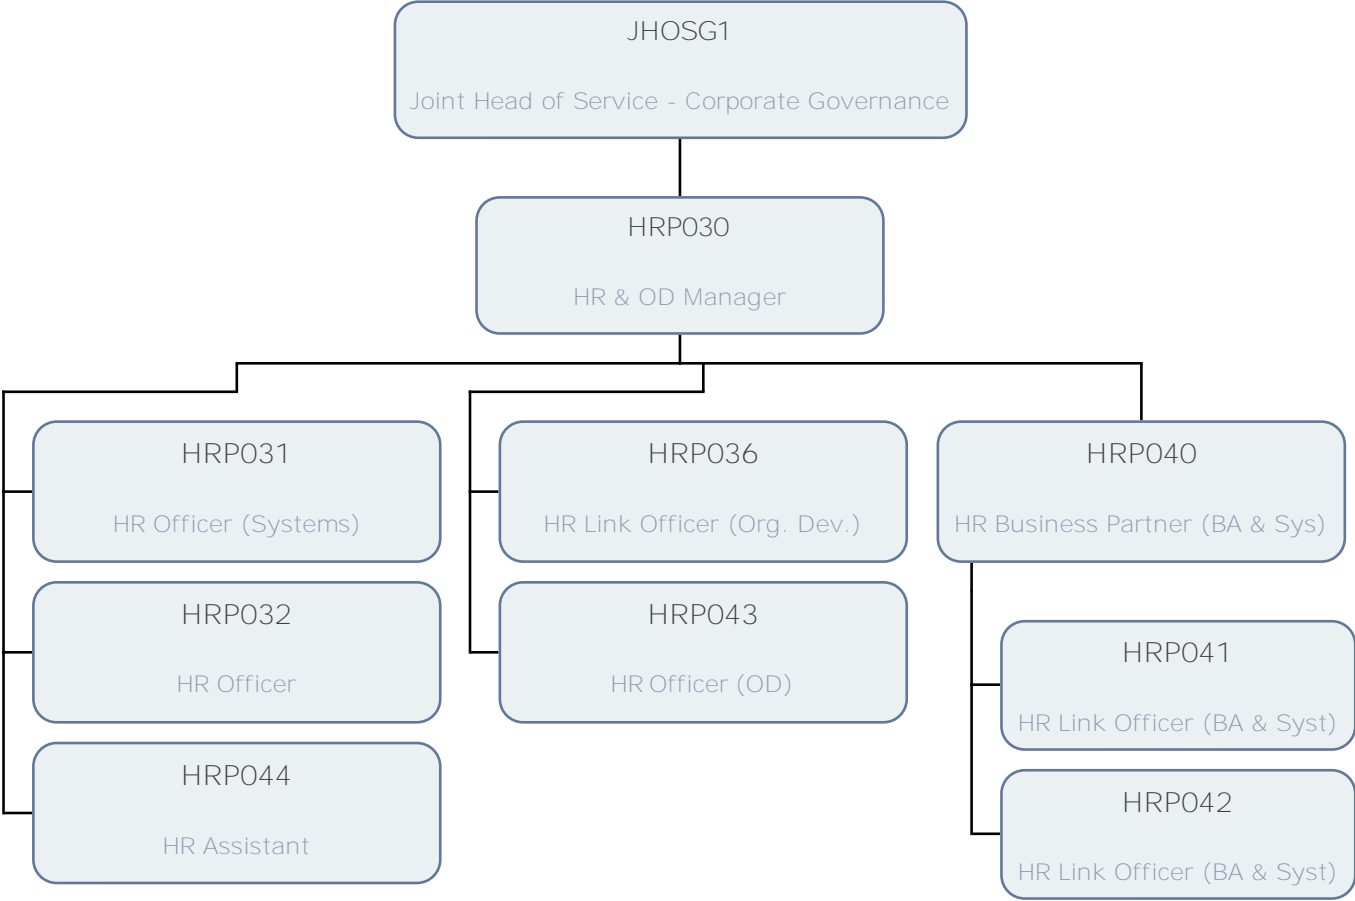 JHOSG1
Joint Head of Service - Corporate Governance
HRP030
HR & OD Manager
HRP031
HR Officer (Systems)
HRP032
HR Officer
HRP044
HR Assistant
HRP036
HR Link Officer (Org. Dev.)
HRP043
HR Officer (OD)
HRP040
HR Business Partner (BA & Sys)
HRP041
HR Link Officer (BA & Syst)
HRP042
HR Link Officer (BA & Syst)